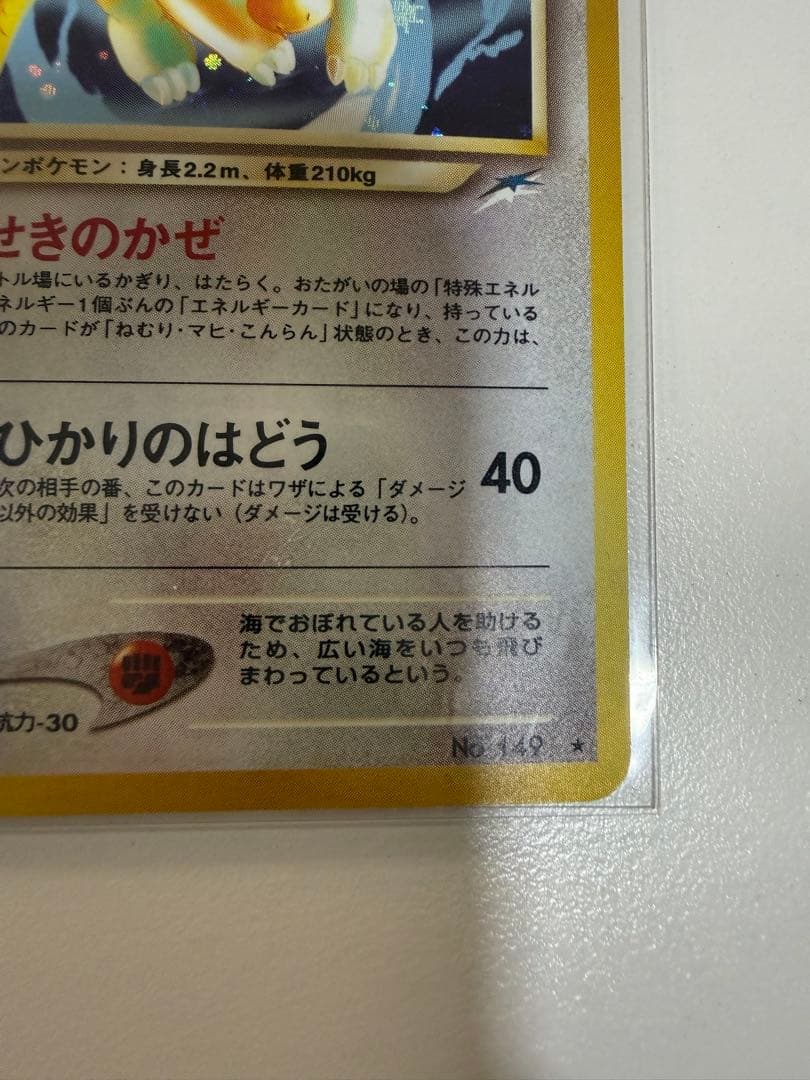 ンポケモン：身長2.2m、体重210kg
せきのかぜ
トル場にいるかぎり、はたらく。おたがいの場の「特殊エネル
ネルギー1個ぶんの「エネルギーカード」になり、持っている
のカードが「ねむり・マヒ・こんらん」状態のとき、この力は、
ひかりのはどう
40
次の相手の番、このカードはワザによる「ダメージ
以外の効果」を受けない（ダメージは受ける）。
海でおぼれている人を助ける
ため、広い海をいつも飛び
まわっているという。
抗力-30
No.149 ★